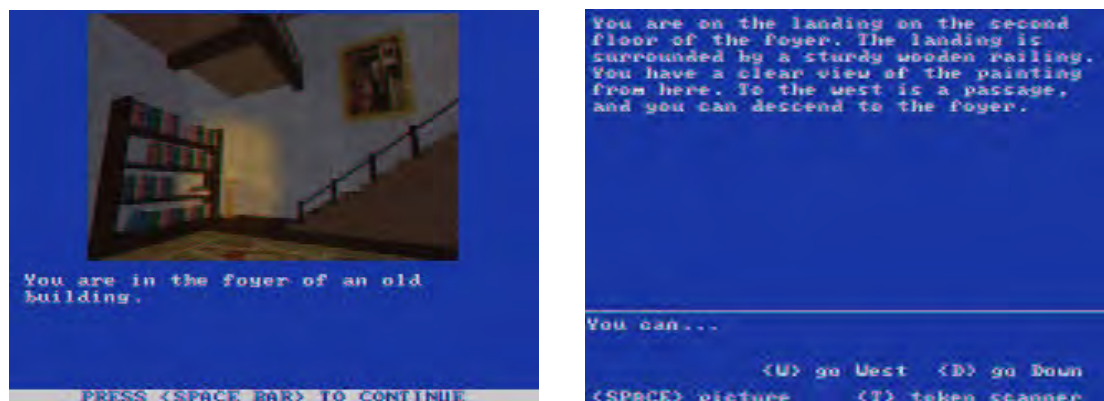 You are in the foyer of an old
building.
PRESS <SPACE BAR> TO CONTINUE
You are on the landing on the second
floor of the foyer. The landing is
surrounded by a sturdy wooden railing.
You have a clear view of the painting
from here. To the west is a passage,
and you can descend to the foyer.
You can...
<W> go West <D> go Down
<SPACE> picture <T> token scanner